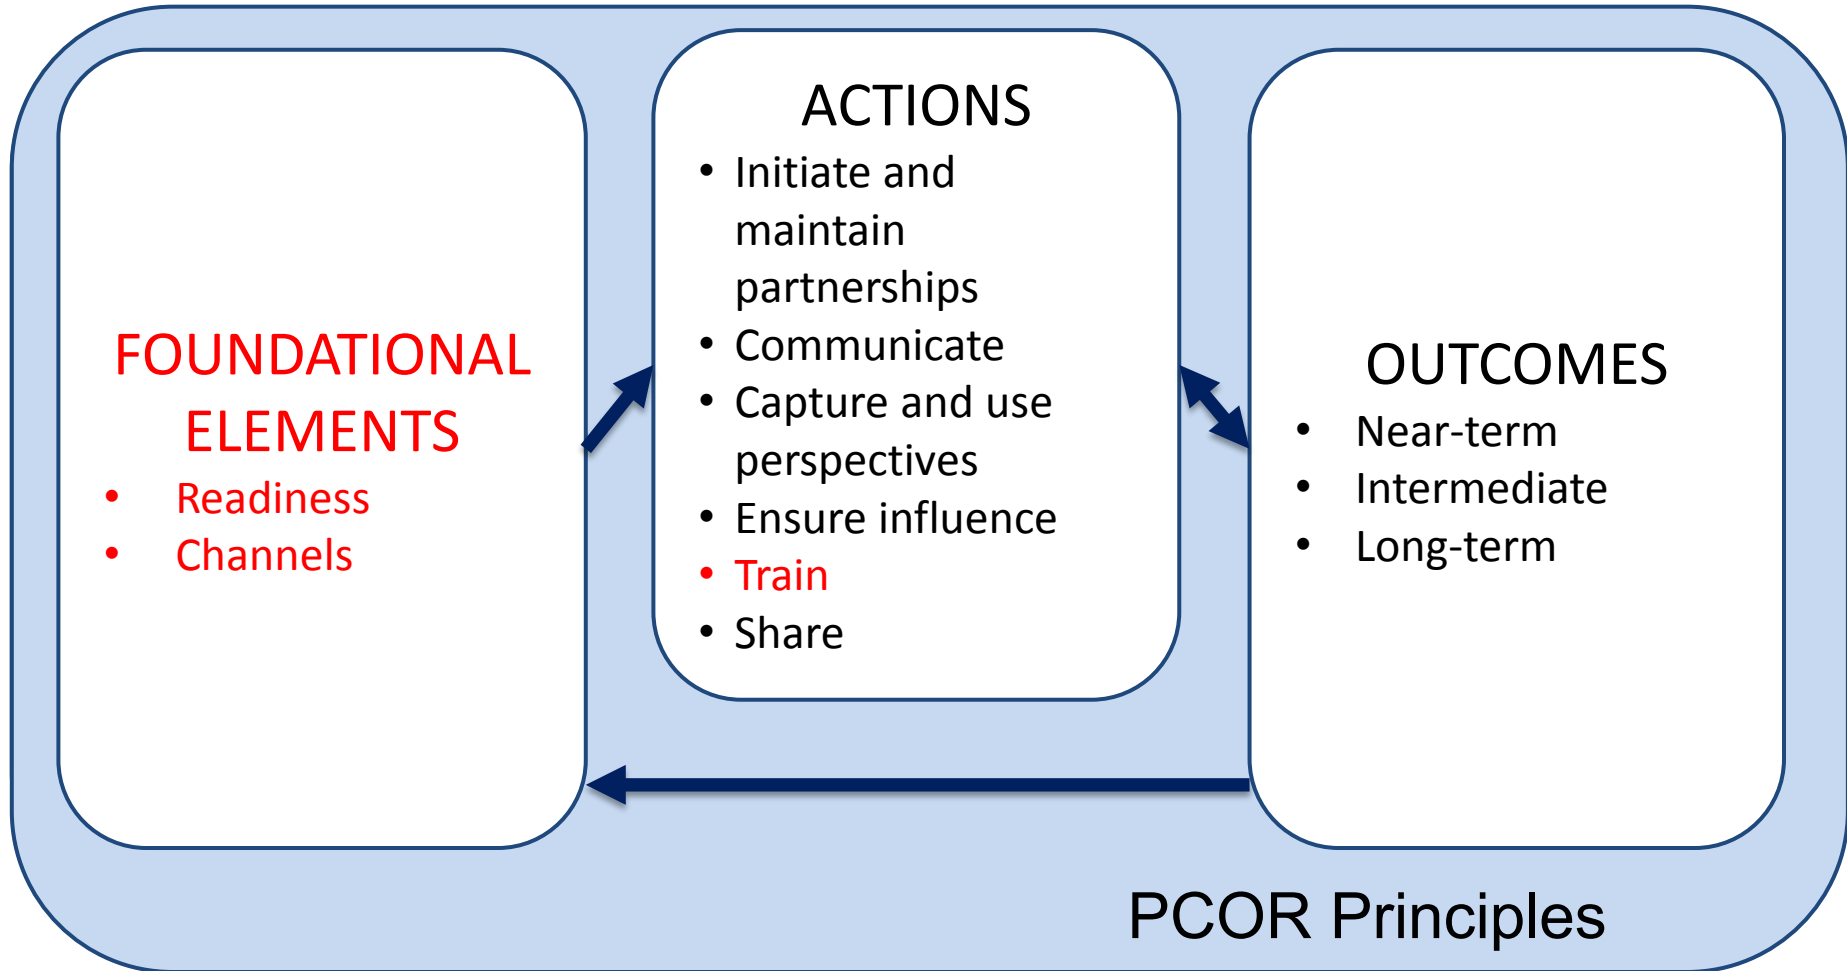 FOUNDATIONAL
ELEMENTS
• Readiness
• Channels
ACTIONS
• Initiate and
maintain
partnerships
• Communicate
• Capture and use
perspectives
• Ensure influence
• Train
• Share
OUTCOMES
• Near-term
• Intermediate
• Long-term
PCOR Principles